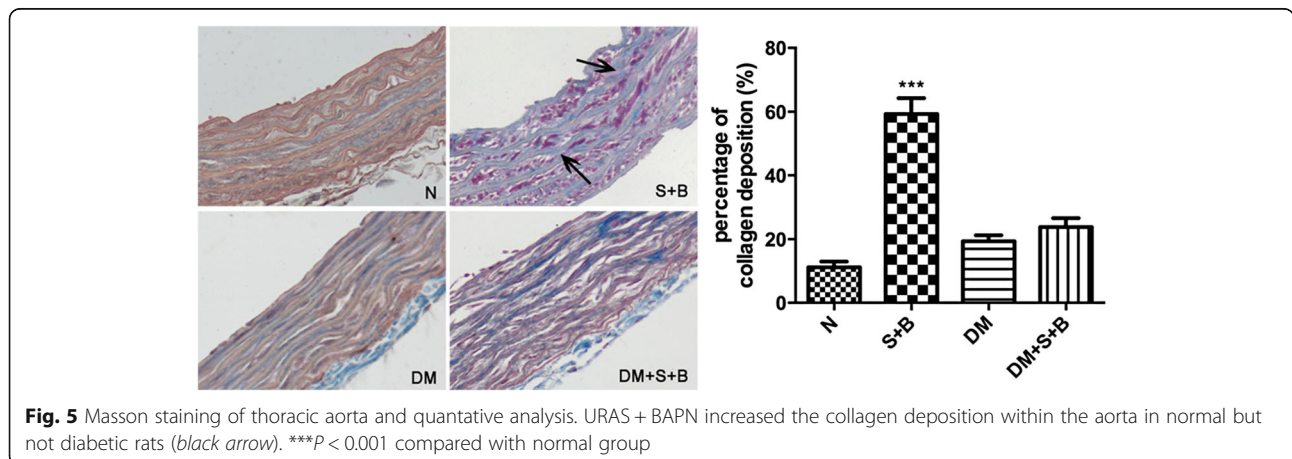 N
S+B
DM
DM+S+B
percentage of
collagen deposition (%)
80
60
40
20
0
***
N
S+B
DM
DM+S+B
Fig. 5 Masson staining of thoracic aorta and quantative analysis. URAS + BAPN increased the collagen deposition within the aorta in normal but
not diabetic rats (black arrow). ***P < 0.001 compared with normal group